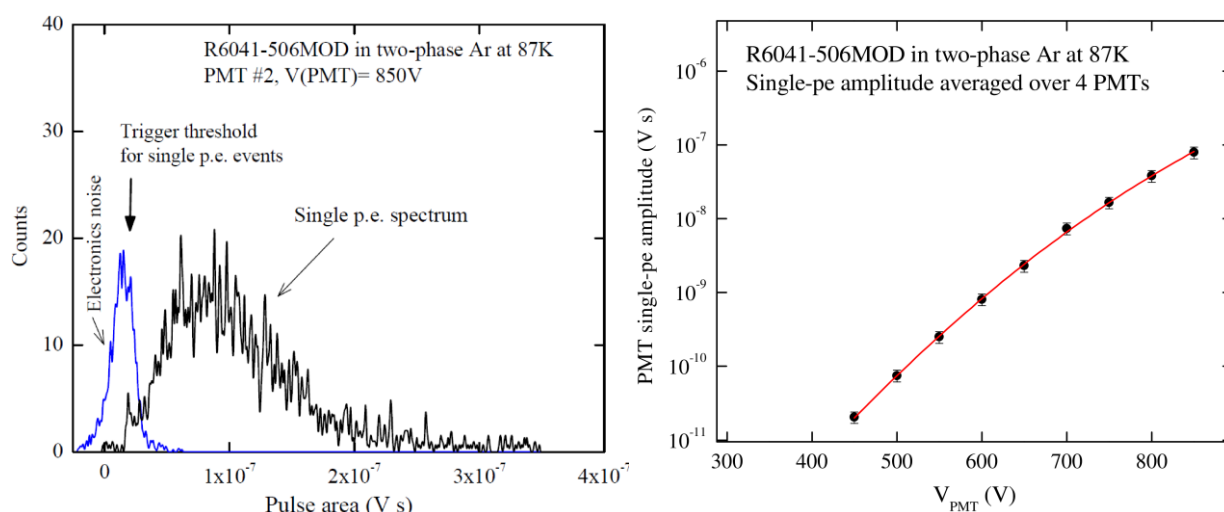 40
30
20
10
0
Counts
R6041-506MOD in two-phase Ar at 87K
PMT #2, V(PMT)= 850V
Trigger threshold
for single p.e. events
Electronics noise
Single p.e. spectrum
0
1x10⁻⁷
2x10⁻⁷
3x10⁻⁷
4x10⁻⁷
Pulse area (V s)
R6041-506MOD in two-phase Ar at 87K
Single-pe amplitude averaged over 4 PMTs
PMT single-pe amplitude (V s)
10⁻⁶
10⁻⁷
10⁻⁸
10⁻⁹
10⁻¹⁰
10⁻¹¹
300
400
500
600
700
800
V_PMT (V)